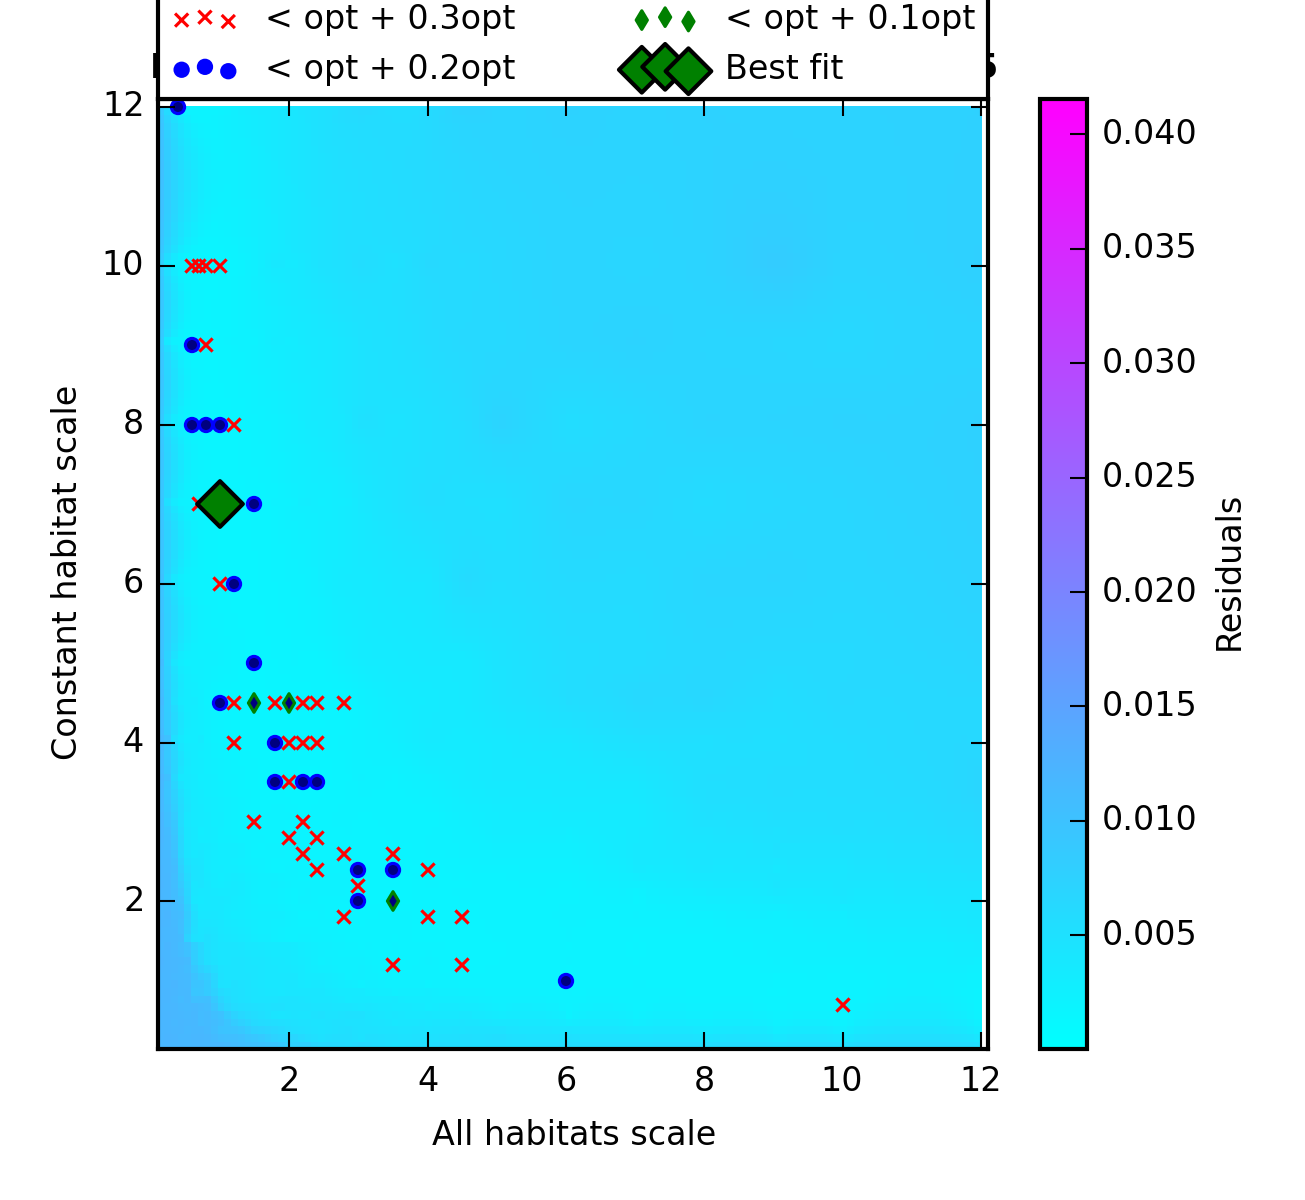 < opt + 0.3opt
< opt + 0.1opt
< opt + 0.2opt
Best fit
12
10
8
6
4
2
Constant habitat scale
2 4 6 8 10 12
All habitats scale
0.040
0.035
0.030
0.025
0.020
0.015
0.010
0.005
Residuals